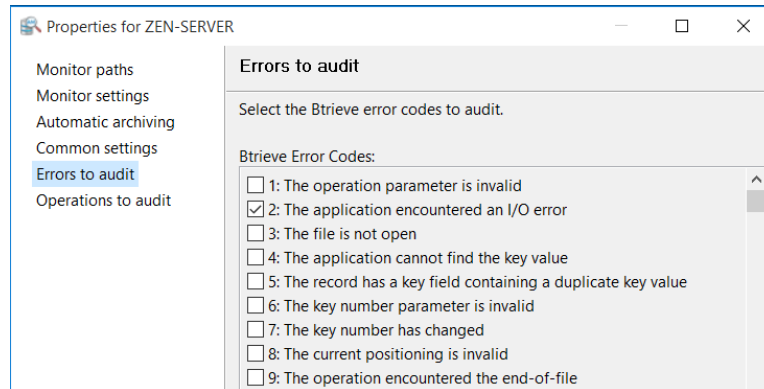 Properties for ZEN-SERVER
Monitor paths
Monitor settings
Automatic archiving
Common settings
Errors to audit
Operations to audit
Errors to audit
Select the Btrieve error codes to audit.
Btrieve Error Codes:
1: The operation parameter is invalid
2: The application encountered an I/O error
3: The file is not open
4: The application cannot find the key value
5: The record has a key field containing a duplicate key value
6: The key number parameter is invalid
7: The key number has changed
8: The current positioning is invalid
9: The operation encountered the end-of-file